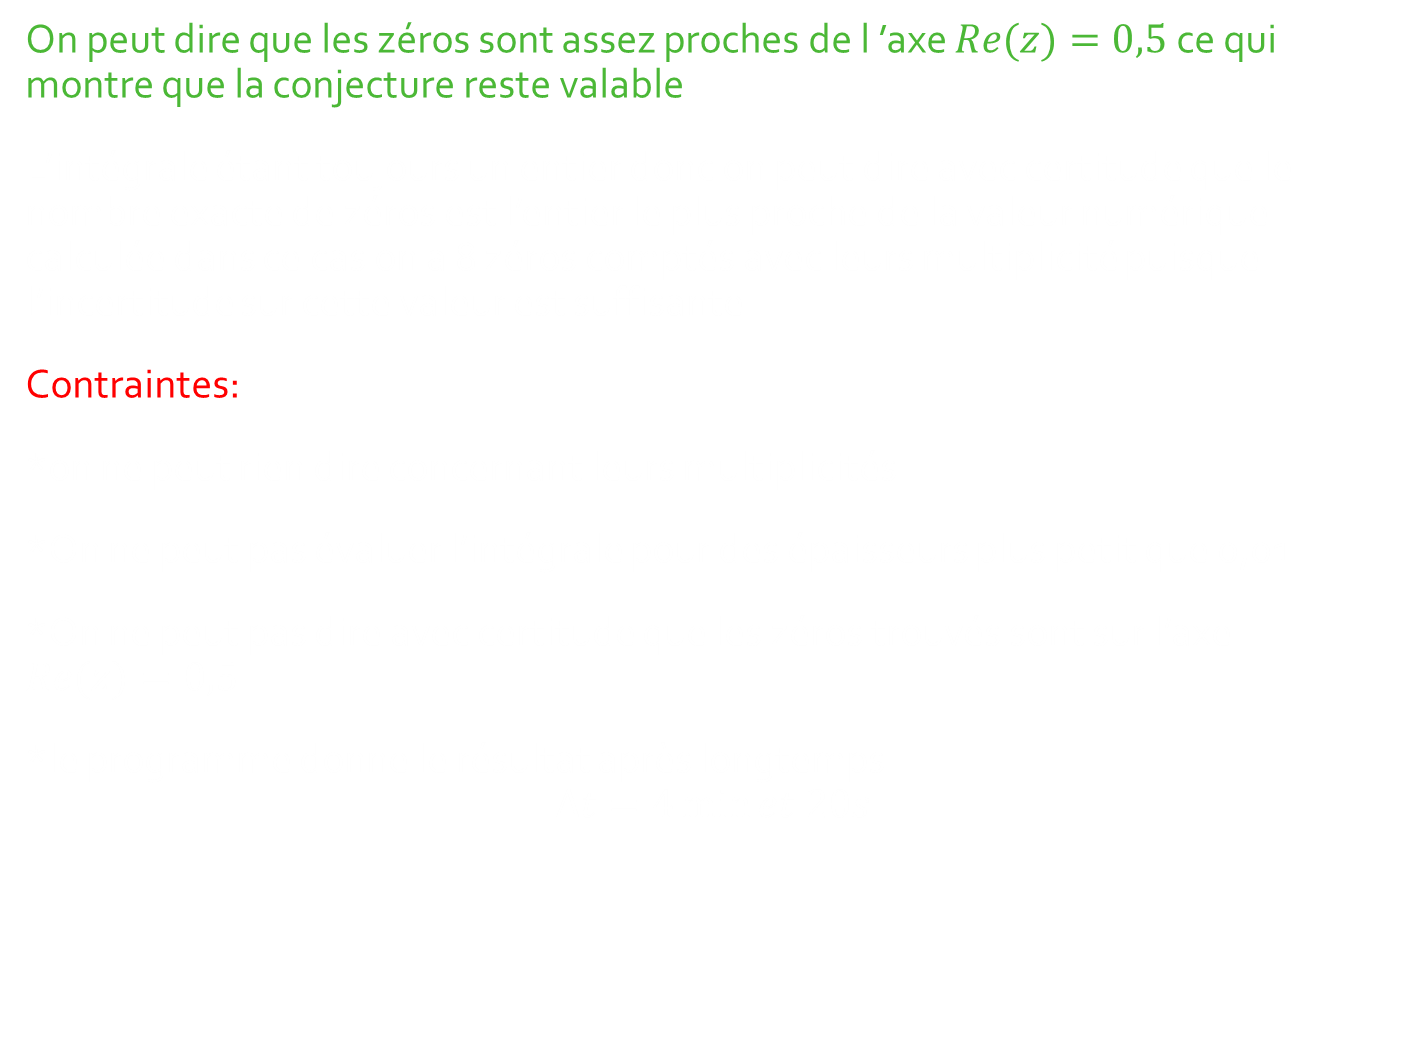 On peut dire que les zéros sont assez proches de l ’axe 𝑅𝑒(𝑧) = 0,5 ce qui
montre que la conjecture reste valable
Contraintes: